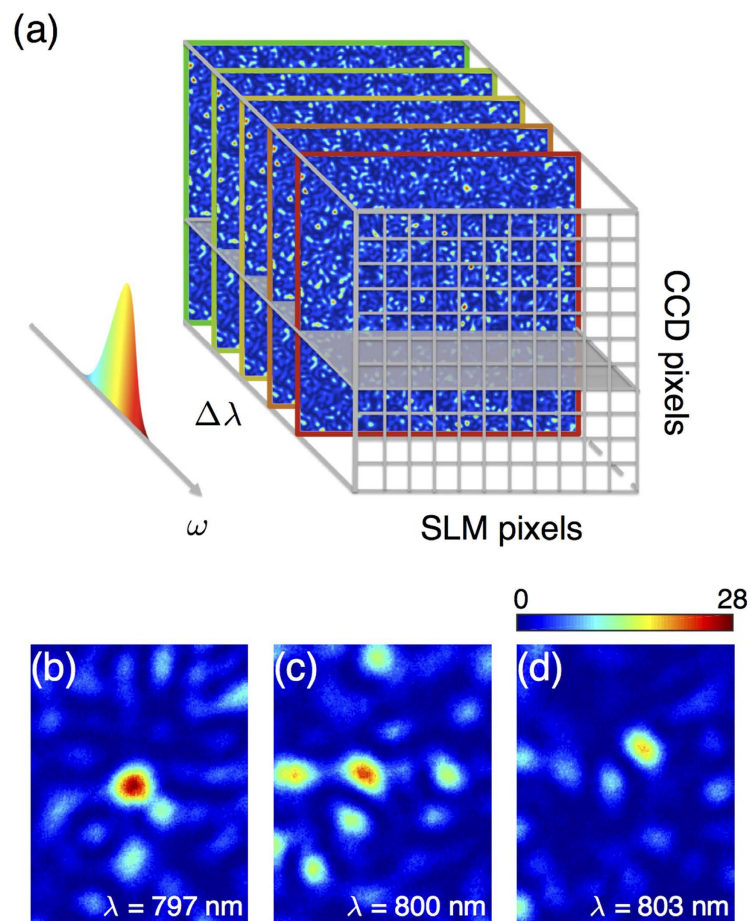 (a)
CCD pixels
Δλ
ω
SLM pixels
0 28
(b) (c) (d)
λ = 797 nm λ = 800 nm λ = 803 nm